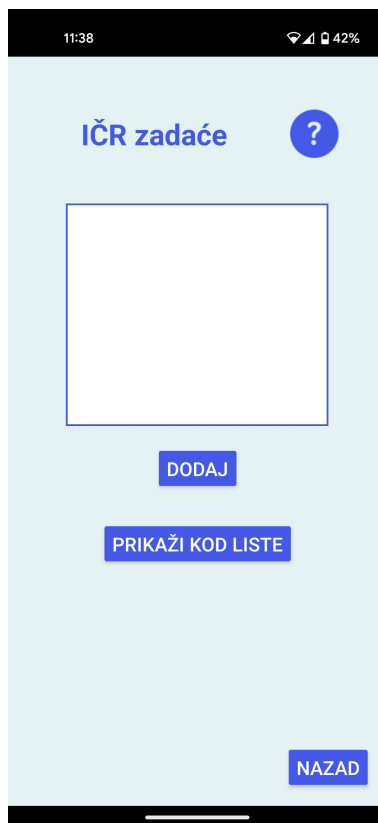 11:38 42%
IČR zadaće ?
DODAJ
PRIKAŽI KOD LISTE
NAZAD